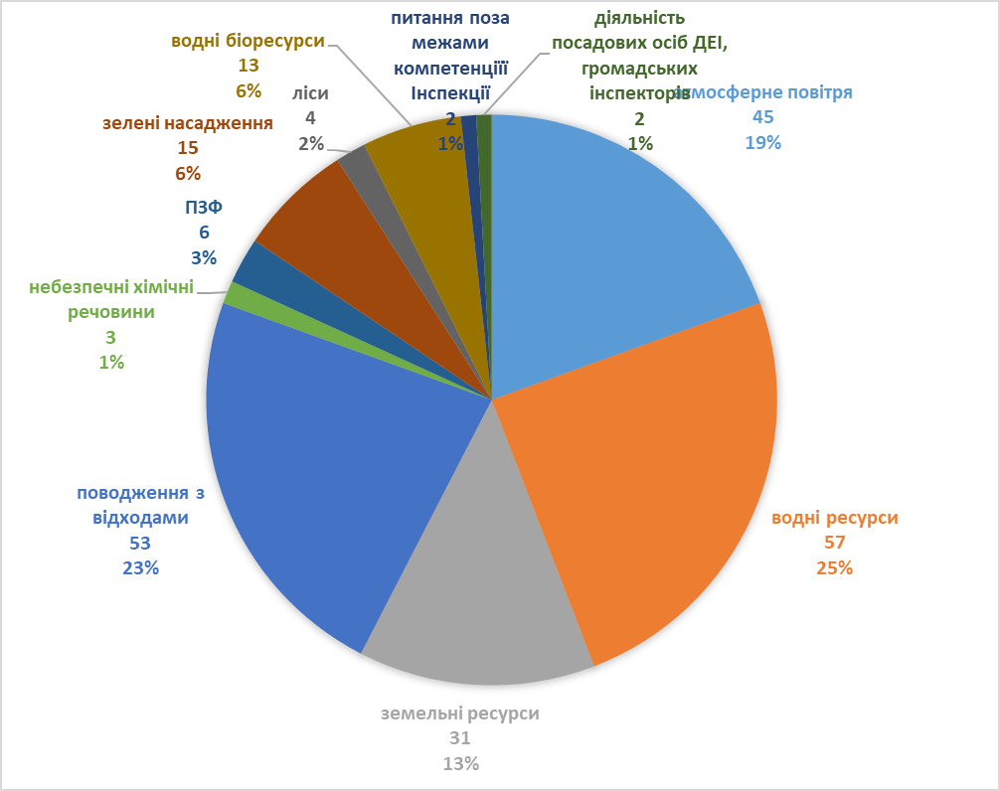 питання поза
межами
компетенціїї
Інспекції
2
1%
діяльність
посадових осіб ДЕІ,
громадських
інспекторів
2
1%
атмосферне повітря
45
19%
водні ресурси
57
25%
земельні ресурси
31
13%
поводження з
відходами
53
23%
небезпечні хімічні
речовини
3
1%
ПЗФ
6
3%
зелені насадження
15
6%
ліси
4
2%
водні біоресурси
13
6%